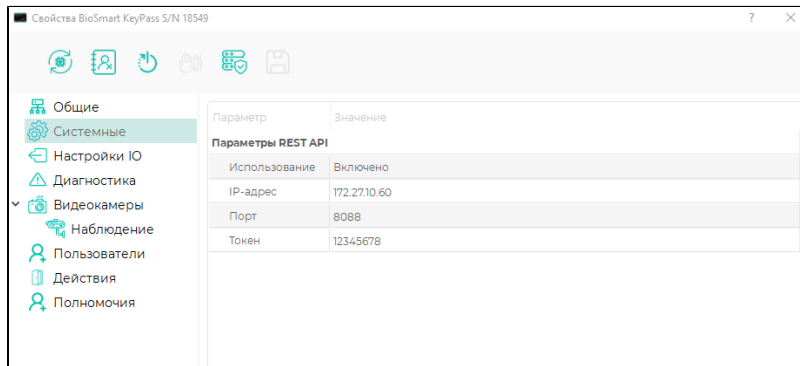 Свойства BioSmart KeyPass S/N 18549
?
Общие
Системные
Настройки IO
Диагностика
Видеокамеры
Наблюдение
Пользователи
Действия
Полномочия
Параметр Значение
Параметры REST API
Использование Включено
IP-адрес 172.27.10.60
Порт 8088
Токен 12345678